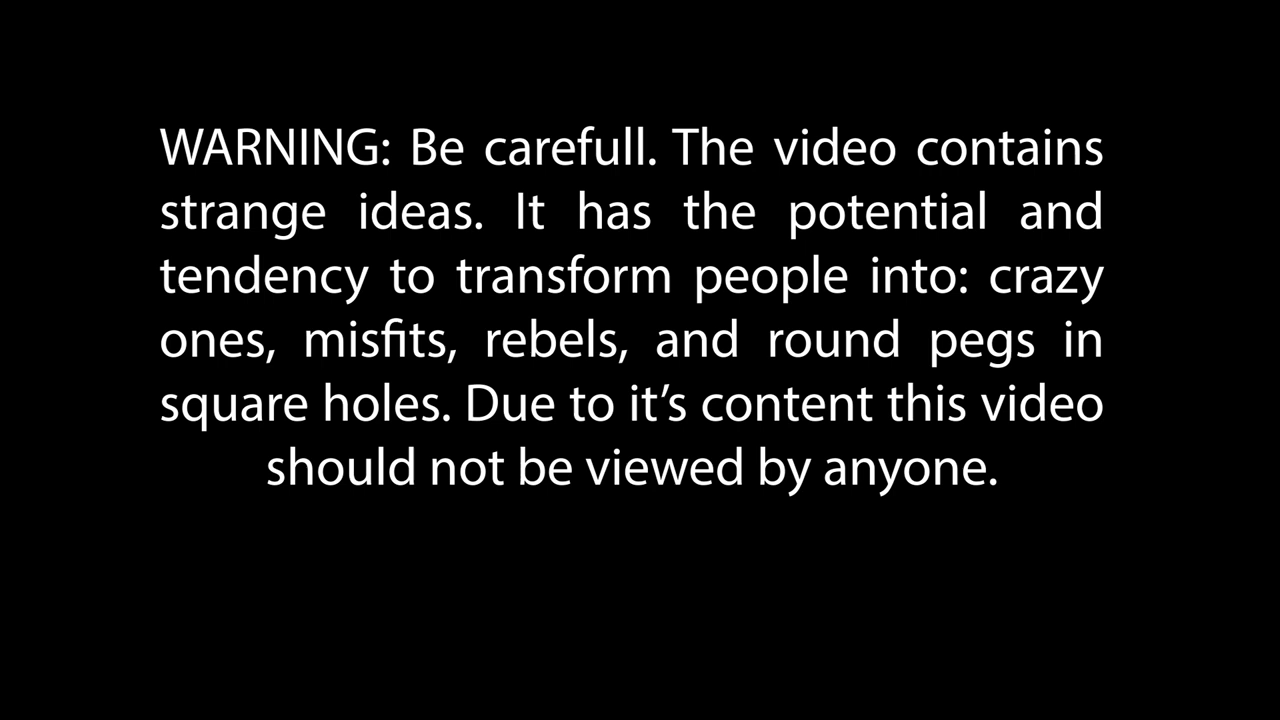 WARNING: Be carefull. The video contains
strange ideas. It has the potential and
tendency to transform people into: crazy
ones, misfits, rebels, and round pegs in
square holes. Due to it’s content this video
should not be viewed by anyone.